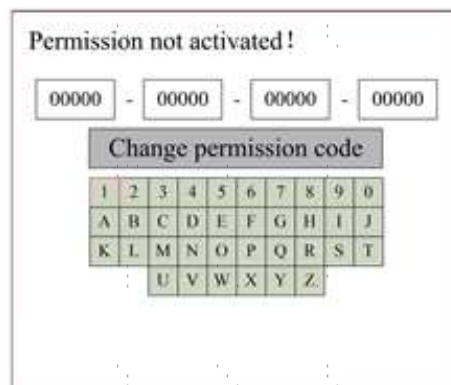 Permission not activated!
00000 - 00000 - 00000 - 00000
Change permission code
1 2 3 4 5 6 7 8 9 0
A B C D E F G H I J
K L M N O P Q R S T
U V W X Y Z